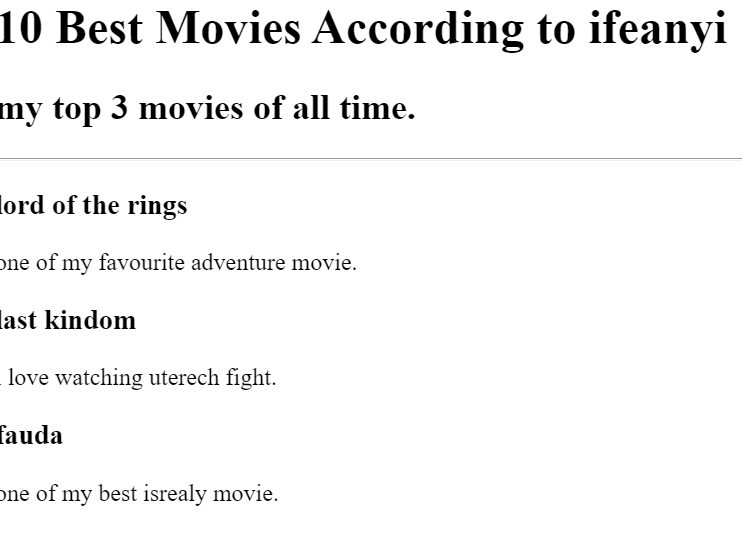 10 Best Movies According to ifeanyi
my top 3 movies of all time.
lord of the rings
one of my favourite adventure movie.
last kindom
love watching uterech fight.
fauda
one of my best isrealy movie.